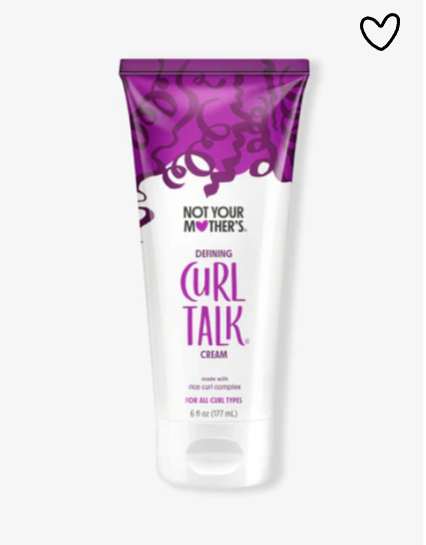 NOT YOUR
MOTHER'S®
DEFINING
CURL
TALK®
CREAM
made with
rice curl complex
FOR ALL CURL TYPES
6 fl oz (177 mL)